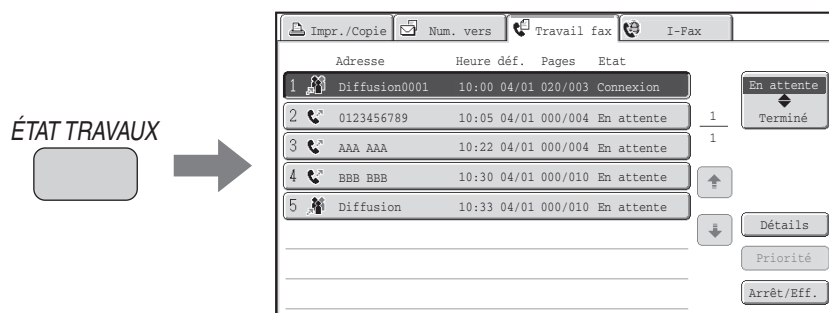 ÉTAT TRAVAUX
Impr./Copie Num. vers Travail fax I-Fax
Adresse Heure déf. Pages Etat
1 Diffusion0001 10:00 04/01 020/003 Connexion
2 0123456789 10:05 04/01 000/004 En attente
3 AAA AAA 10:22 04/01 000/004 En attente
4 BBB BBB 10:30 04/01 000/010 En attente
5 Diffusion 10:33 04/01 000/010 En attente
1
1
En attente
Terminé
Détails
Priorité
Arrêt/Eff.